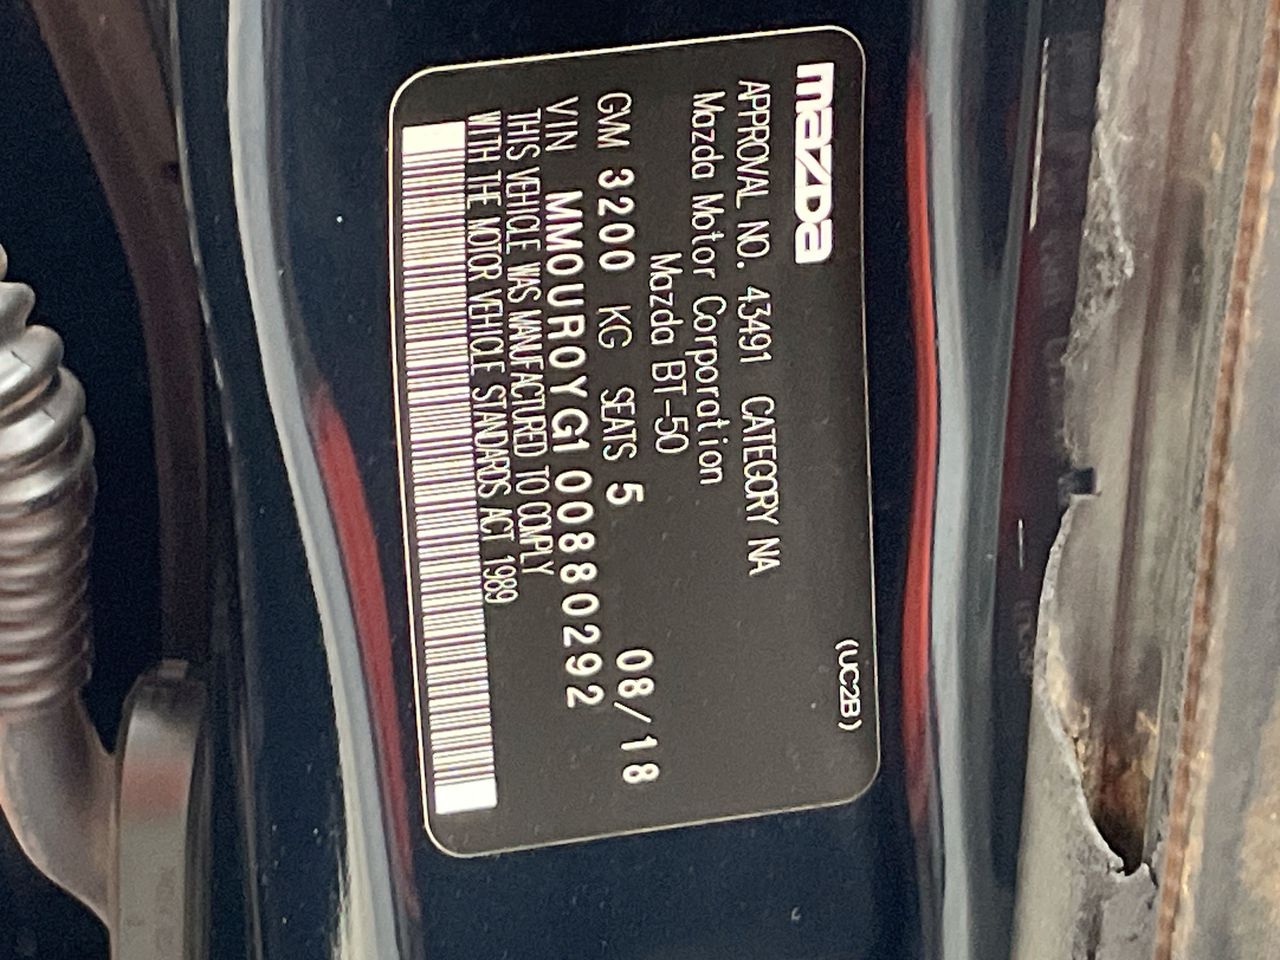 mazda
(UC2B)
APPROVAL NO. 43491 CATEGORY NA
Mazda Motor Corporation
Mazda BT-50
GVM 3200 KG SEATS 5 08/18
VIN MM0UR0YG100880292
THIS VEHICLE WAS MANUFACTURED TO COMPLY
WITH THE MOTOR VEHICLE STANDARDS ACT 1989